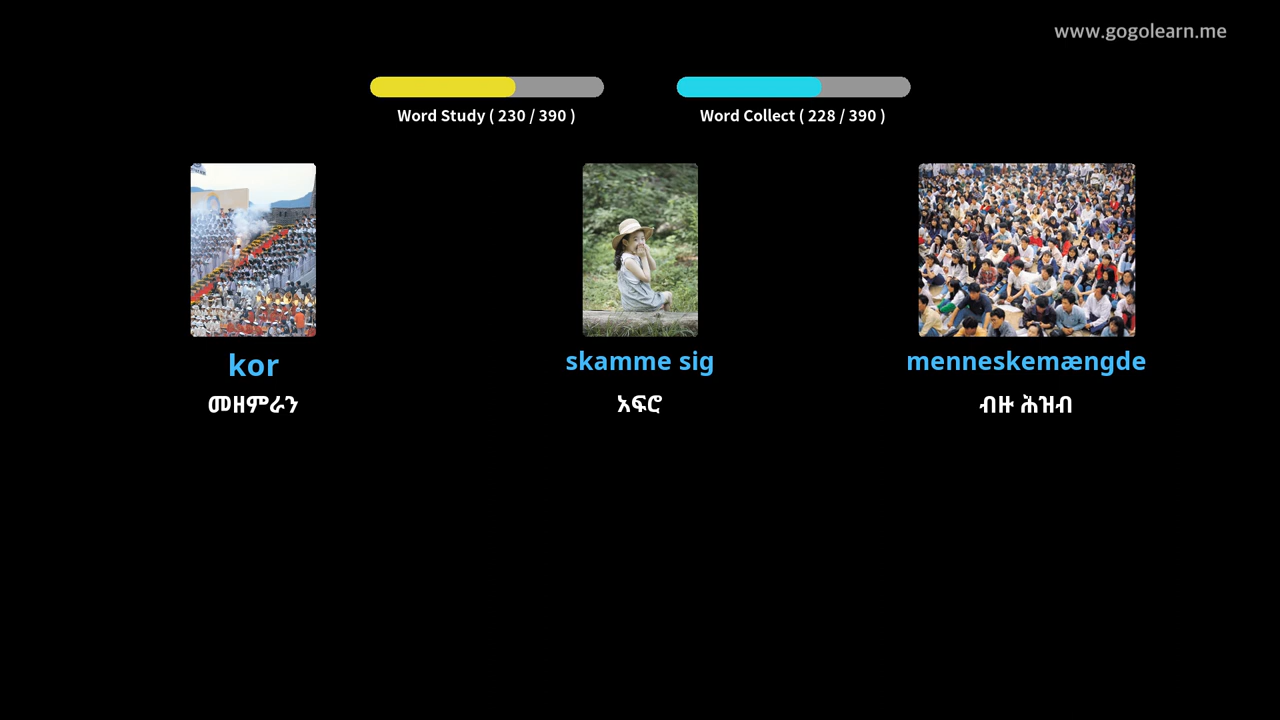 www.gogolearn.me
Word Study ( 230 / 390 )
Word Collect ( 228 / 390 )
kor
skamme sig
menneskemængde
መዘምራን
አፍሮ
ብዙ ሕዝብ